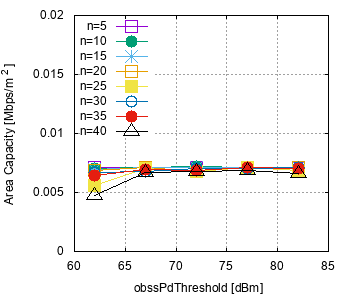 0.02
0.015
0.01
0.005
0
Area Capacity [Mbps/m²]
n=5
n=10
n=15
n=20
n=25
n=30
n=35
n=40
60 65 70 75 80 85
obssPdThreshold [dBm]